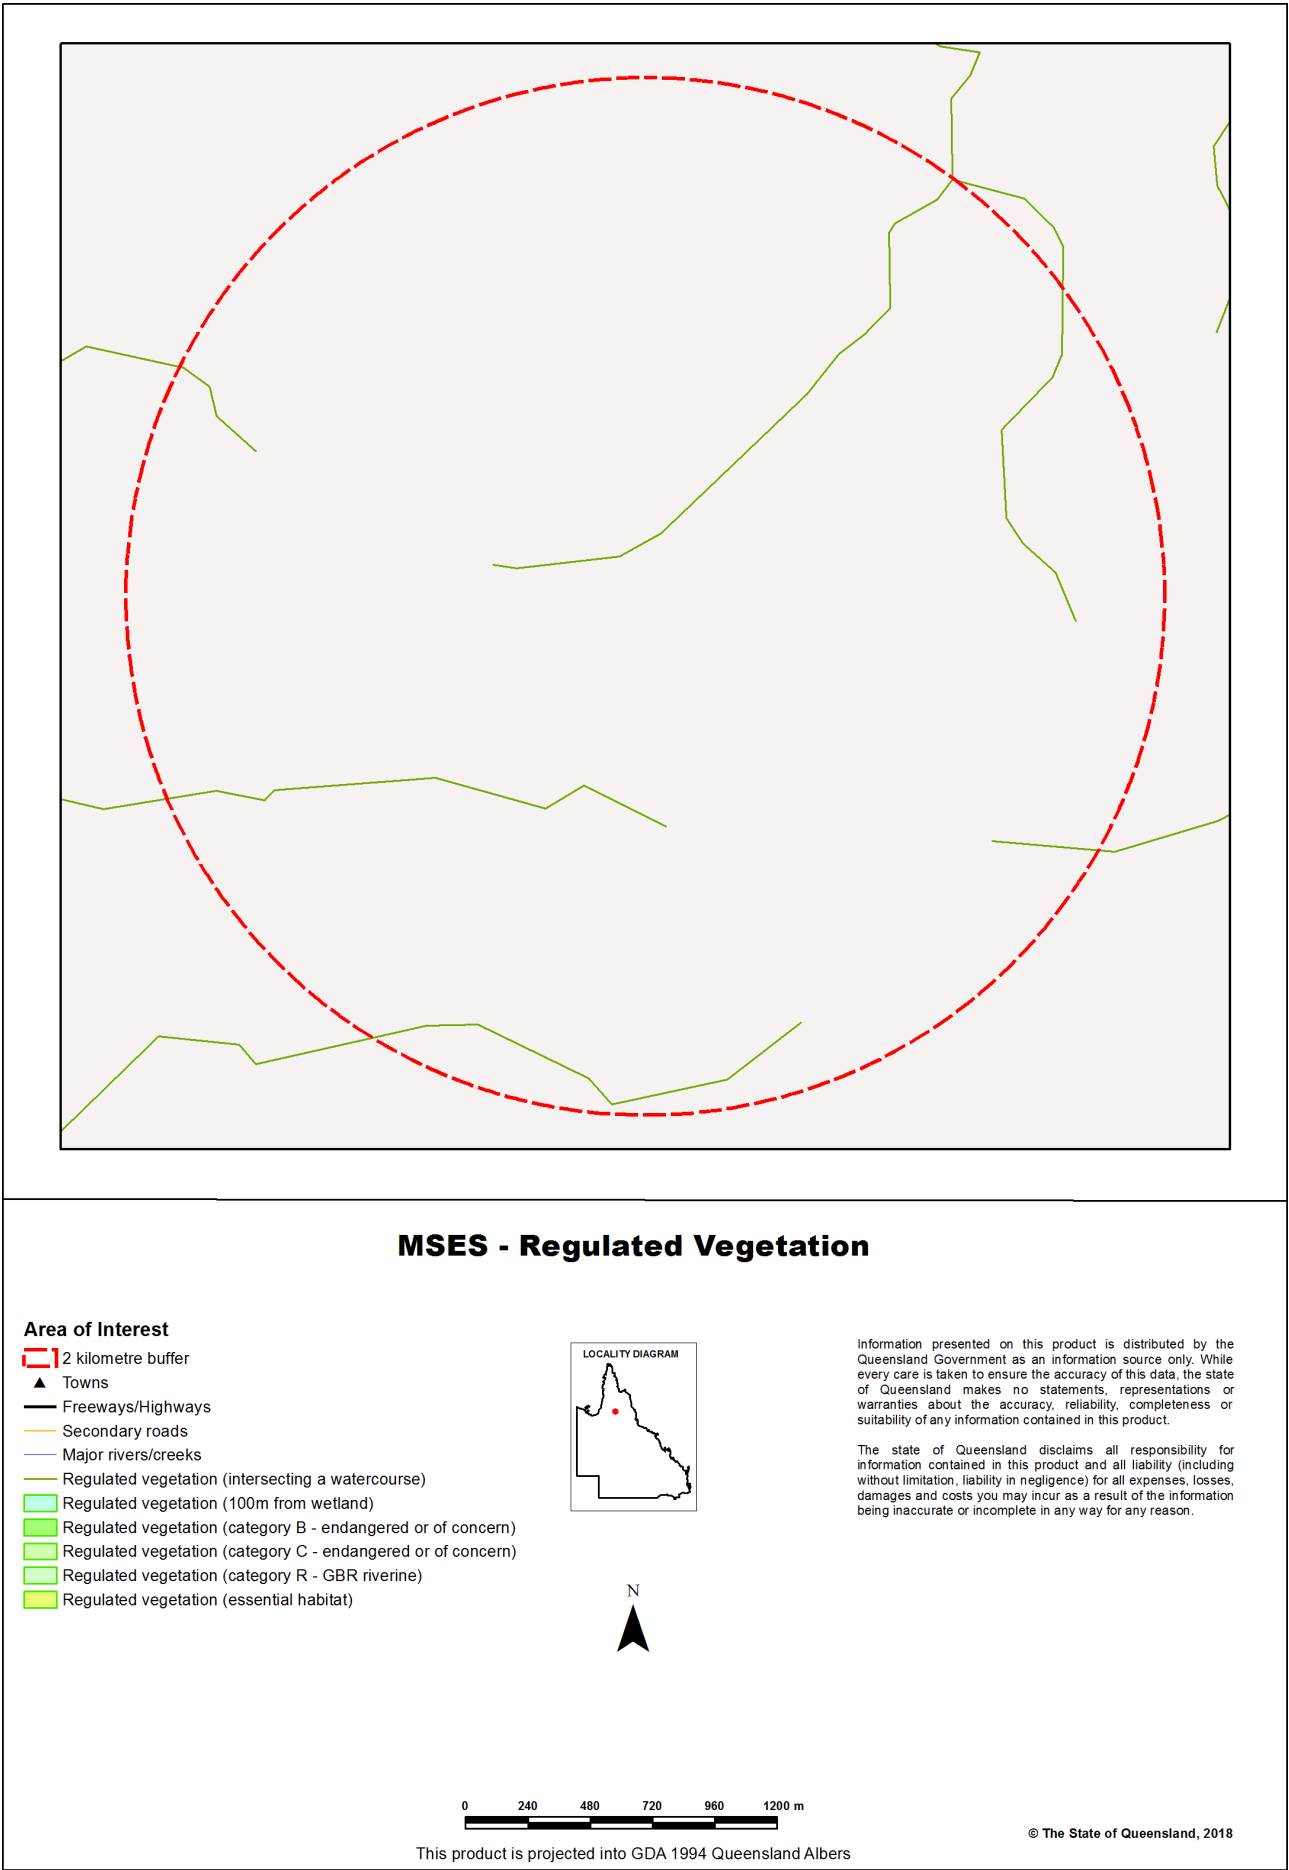 MSES - Regulated Vegetation
Area of Interest
2 kilometre buffer
Towns
Freeways/Highways
Secondary roads
Major rivers/creeks
Regulated vegetation (intersecting a watercourse)
Regulated vegetation (100m from wetland)
Regulated vegetation (category B - endangered or of concern)
Regulated vegetation (category C - endangered or of concern)
Regulated vegetation (category R - GBR riverine)
Regulated vegetation (essential habitat)
LOCALITY DIAGRAM
N
Information presented on this product is distributed by the
Queensland Government as an information source only. While
every care is taken to ensure the accuracy of this data, the state
of Queensland makes no statements, representations or
warranties about the accuracy, reliability, completeness or
suitability of any information contained in this product.
The state of Queensland disclaims all responsibility for
information contained in this product and all liability (including
without limitation, liability in negligence) for all expenses, losses,
damages and costs you may incur as a result of the information
being inaccurate or incomplete in any way for any reason.
0 240 480 720 960 1200 m
This product is projected into GDA 1994 Queensland Albers
© The State of Queensland, 2018